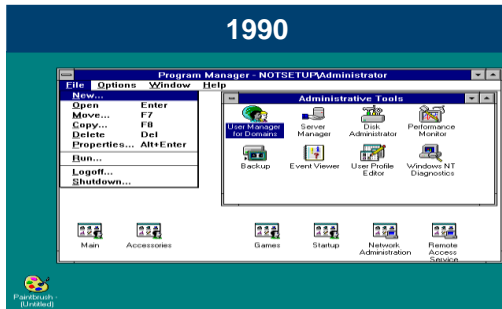 1990
Program Manager - NOTSETUP\Administrator
File Options Window Help
New...
Open Enter
Move... F7
Copy... F8
Delete Del
Properties... Alt+Enter
Run...
Logoff...
Shutdown...
Administrative Tools
User Manager for Domains
Server Manager
Disk Administrator
Performance Monitor
Backup
Event Viewer
User Profile Editor
Windows NT Diagnostics
Main
Accessories
Games
Startup
Network Administration
Remote Access Service
Paintbrush -
(Untitled)